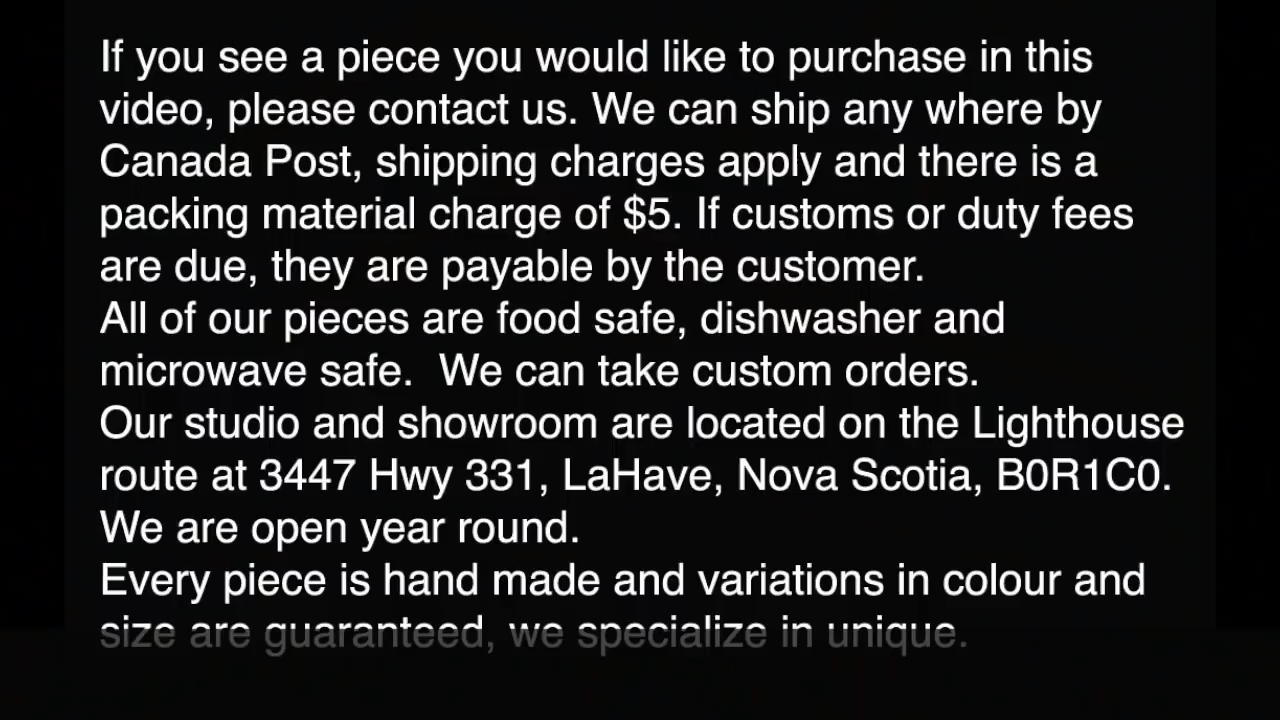 If you see a piece you would like to purchase in this
video, please contact us. We can ship any where by
Canada Post, shipping charges apply and there is a
packing material charge of $5. If customs or duty fees
are due, they are payable by the customer.
All of our pieces are food safe, dishwasher and
microwave safe.  We can take custom orders.
Our studio and showroom are located on the Lighthouse
route at 3447 Hwy 331, LaHave, Nova Scotia, B0R1C0.
We are open year round.
Every piece is hand made and variations in colour and
size are guaranteed, we specialize in unique.